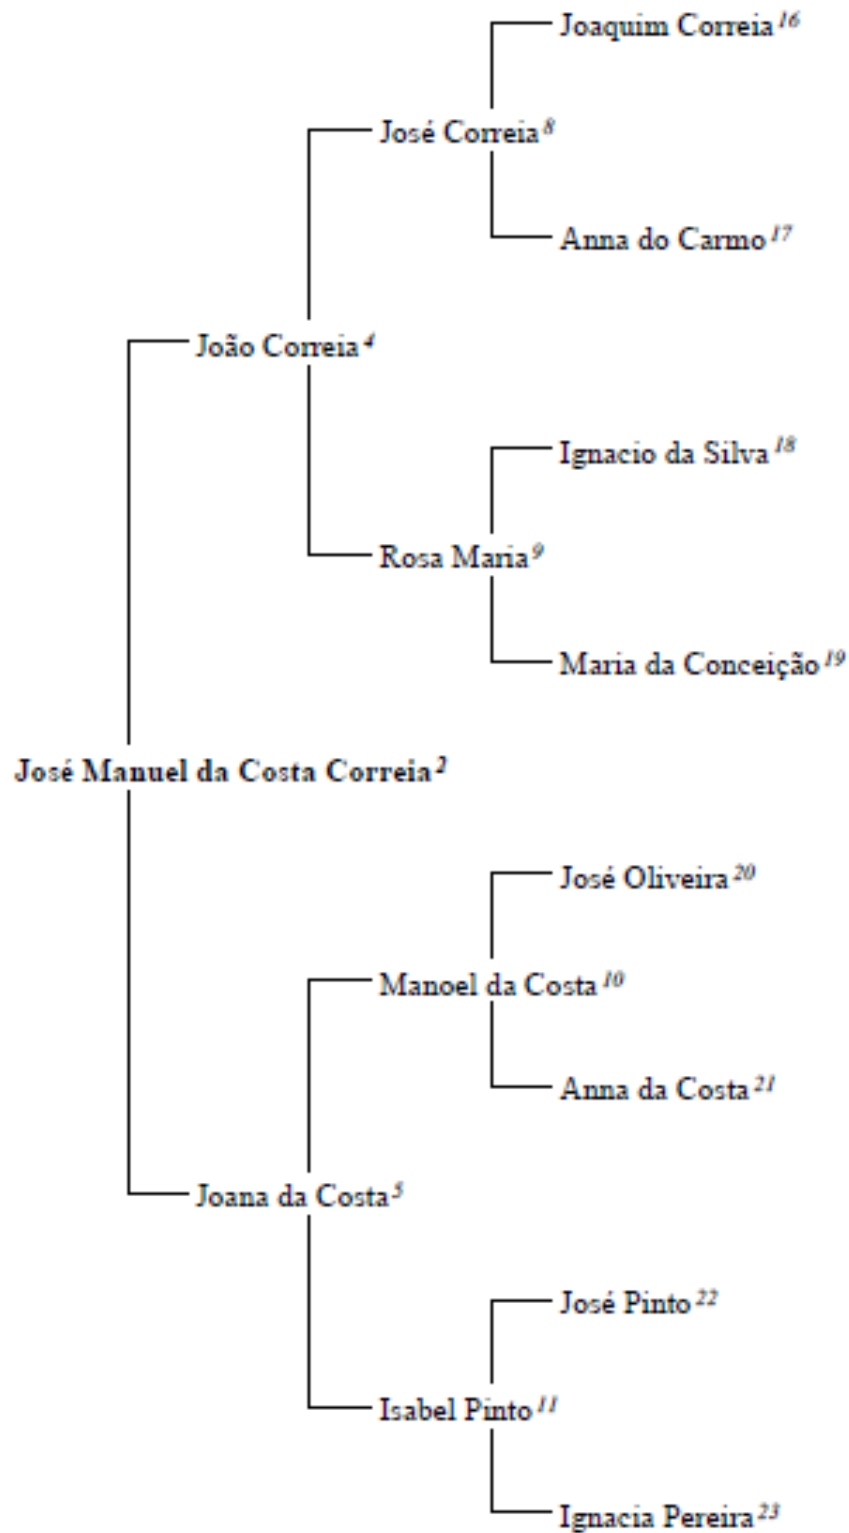 Joaquim Correia 16
José Correia 8
Anna do Carmo 17
João Correia 4
Ignacio da Silva 18
Rosa Maria 9
Maria da Conceição 19
José Manuel da Costa Correia 2
José Oliveira 20
Manoel da Costa 10
Anna da Costa 21
Joana da Costa 5
José Pinto 22
Isabel Pinto 11
Ignacia Pereira 23